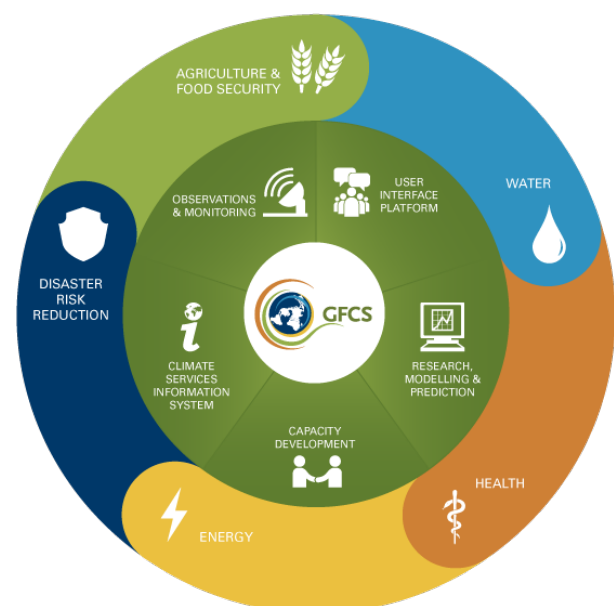 AGRICULTURE &
FOOD SECURITY
WATER
HEALTH
ENERGY
DISASTER
RISK
REDUCTION
OBSERVATIONS
& MONITORING
USER
INTERFACE
PLATFORM
RESEARCH,
MODELLING &
PREDICTION
CAPACITY
DEVELOPMENT
CLIMATE
SERVICES
INFORMATION
SYSTEM
GFCS